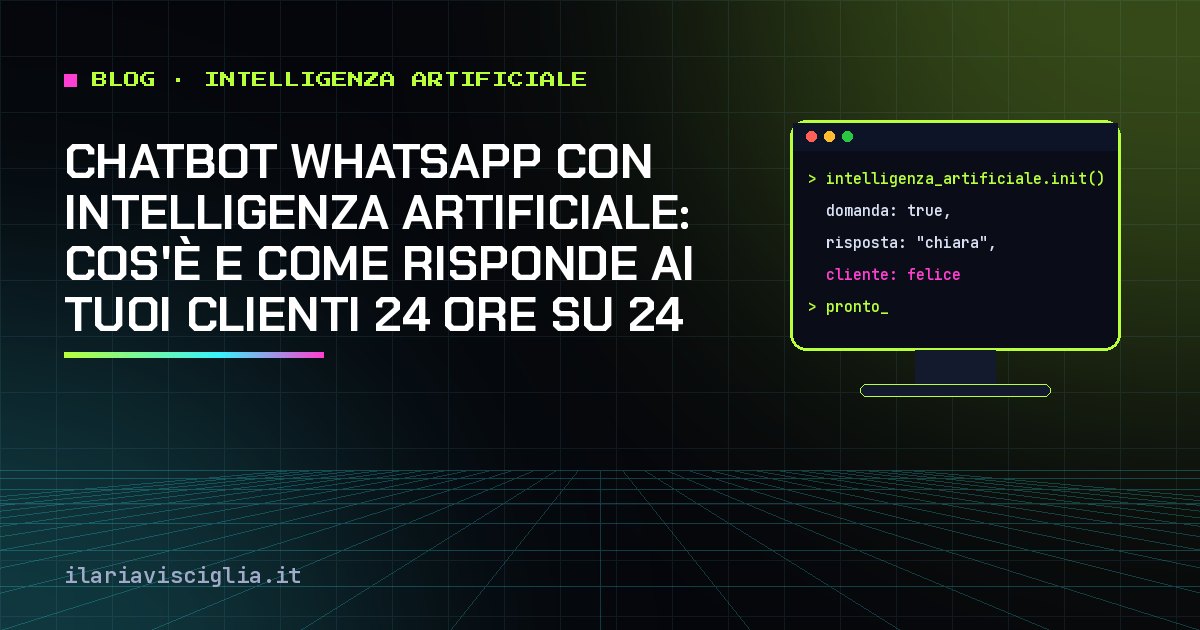 BLOG · INTELLIGENZA ARTIFICIALE
CHATBOT WHATSAPP CON
INTELLIGENZA ARTIFICIALE:
COS'È E COME RISPONDE AI
TUOI CLIENTI 24 ORE SU 24
> intelligenza_artificiale.init()
domanda: true,
risposta: "chiara",
cliente: felice
> pronto_
ilariavisciglia.it